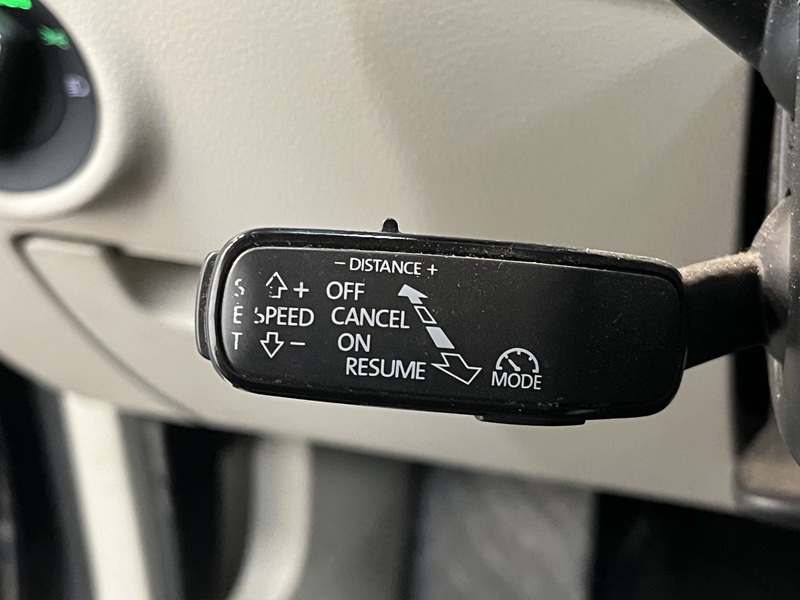 - DISTANCE +
S + OFF
E SPEED CANCEL
T - ON
RESUME
MODE